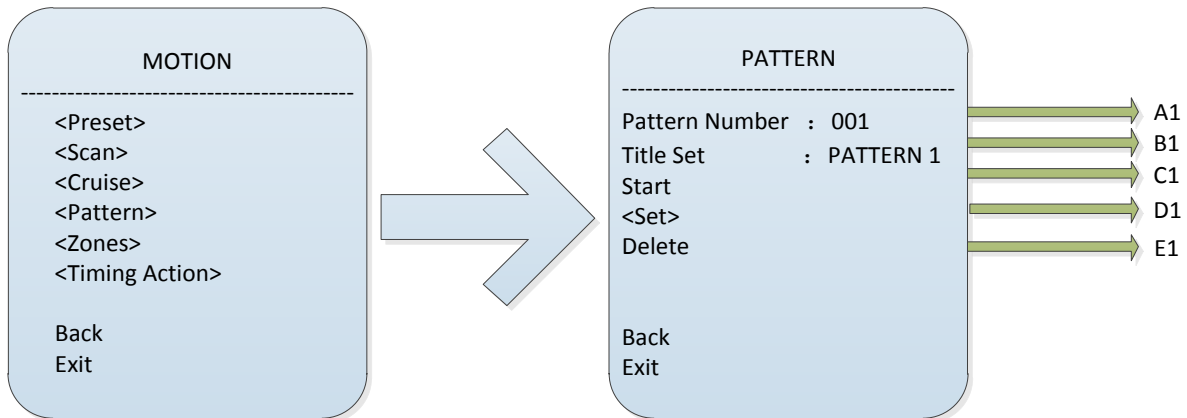 MOTION
--------------------------------------------
<Preset>
<Scan>
<Cruise>
<Pattern>
<Zones>
<Timing Action>
Back
Exit
PATTERN
--------------------------------------------
Pattern Number ：001
Title Set ：PATTERN 1
Start
<Set>
Delete
Back
Exit
A1
B1
C1
D1
E1